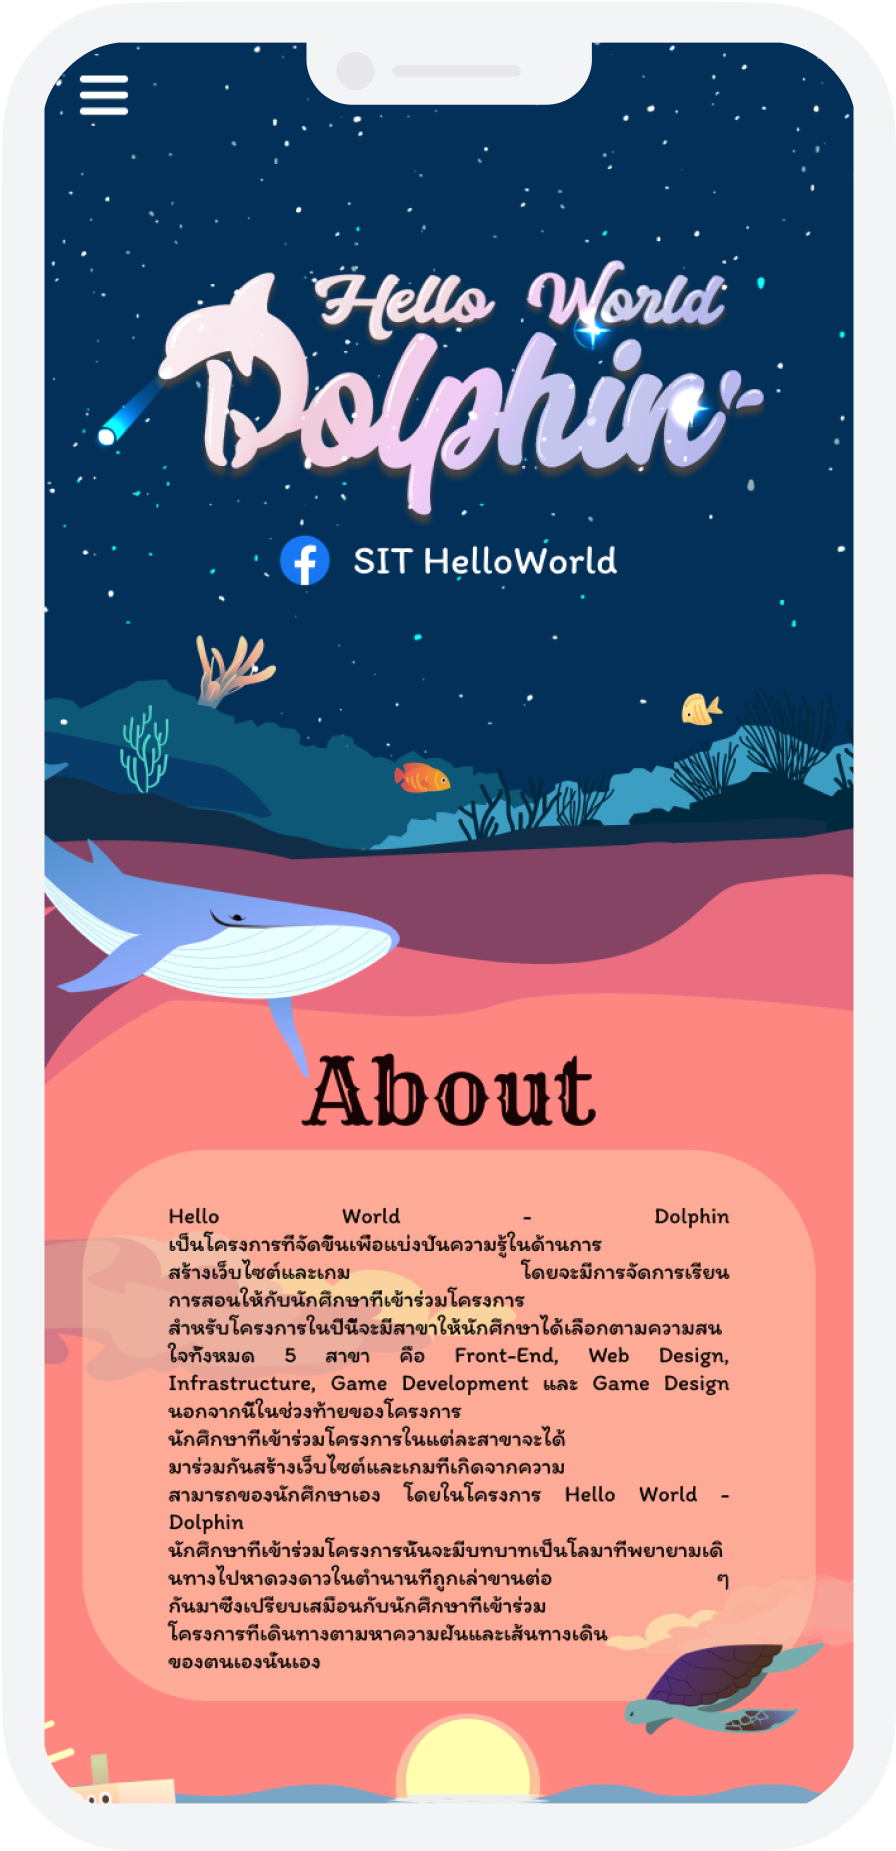 Hello World
Dolphin
SIT HelloWorld
About
Hello World - Dolphin
เป็นโครงการที่จัดขึ้นเพื่อแบ่งปันความรู้ในด้านการ
สร้างเว็บไซต์และเกม โดยจะมีการจัดการเรียน
การสอนให้กับนักศึกษาที่เข้าร่วมโครงการ
สำหรับโครงการในปีนี้จะมีสาขาให้นักศึกษาได้เลือกตามความสน
ใจทั้งหมด 5 สาขา คือ Front-End, Web Design,
Infrastructure, Game Development และ Game Design
นอกจากนี้ในช่วงท้ายของโครงการ
นักศึกษาที่เข้าร่วมโครงการในแต่ละสาขาจะได้
มาร่วมกันสร้างเว็บไซต์และเกมที่เกิดจากความ
สามารถของนักศึกษาเอง โดยในโครงการ Hello World -
Dolphin
นักศึกษาที่เข้าร่วมโครงการนั้นจะมีบทบาทเป็นโลมาที่พยายามเดิ
นทางไปหาดวงดาวในตำนานที่ถูกเล่าขานต่อ ๆ
กันมาซึ่งเปรียบเสมือนกับนักศึกษาที่เข้าร่วม
โครงการที่เดินทางตามหาความฝันและเส้นทางเดิน
ของตนเองนั้นเอง